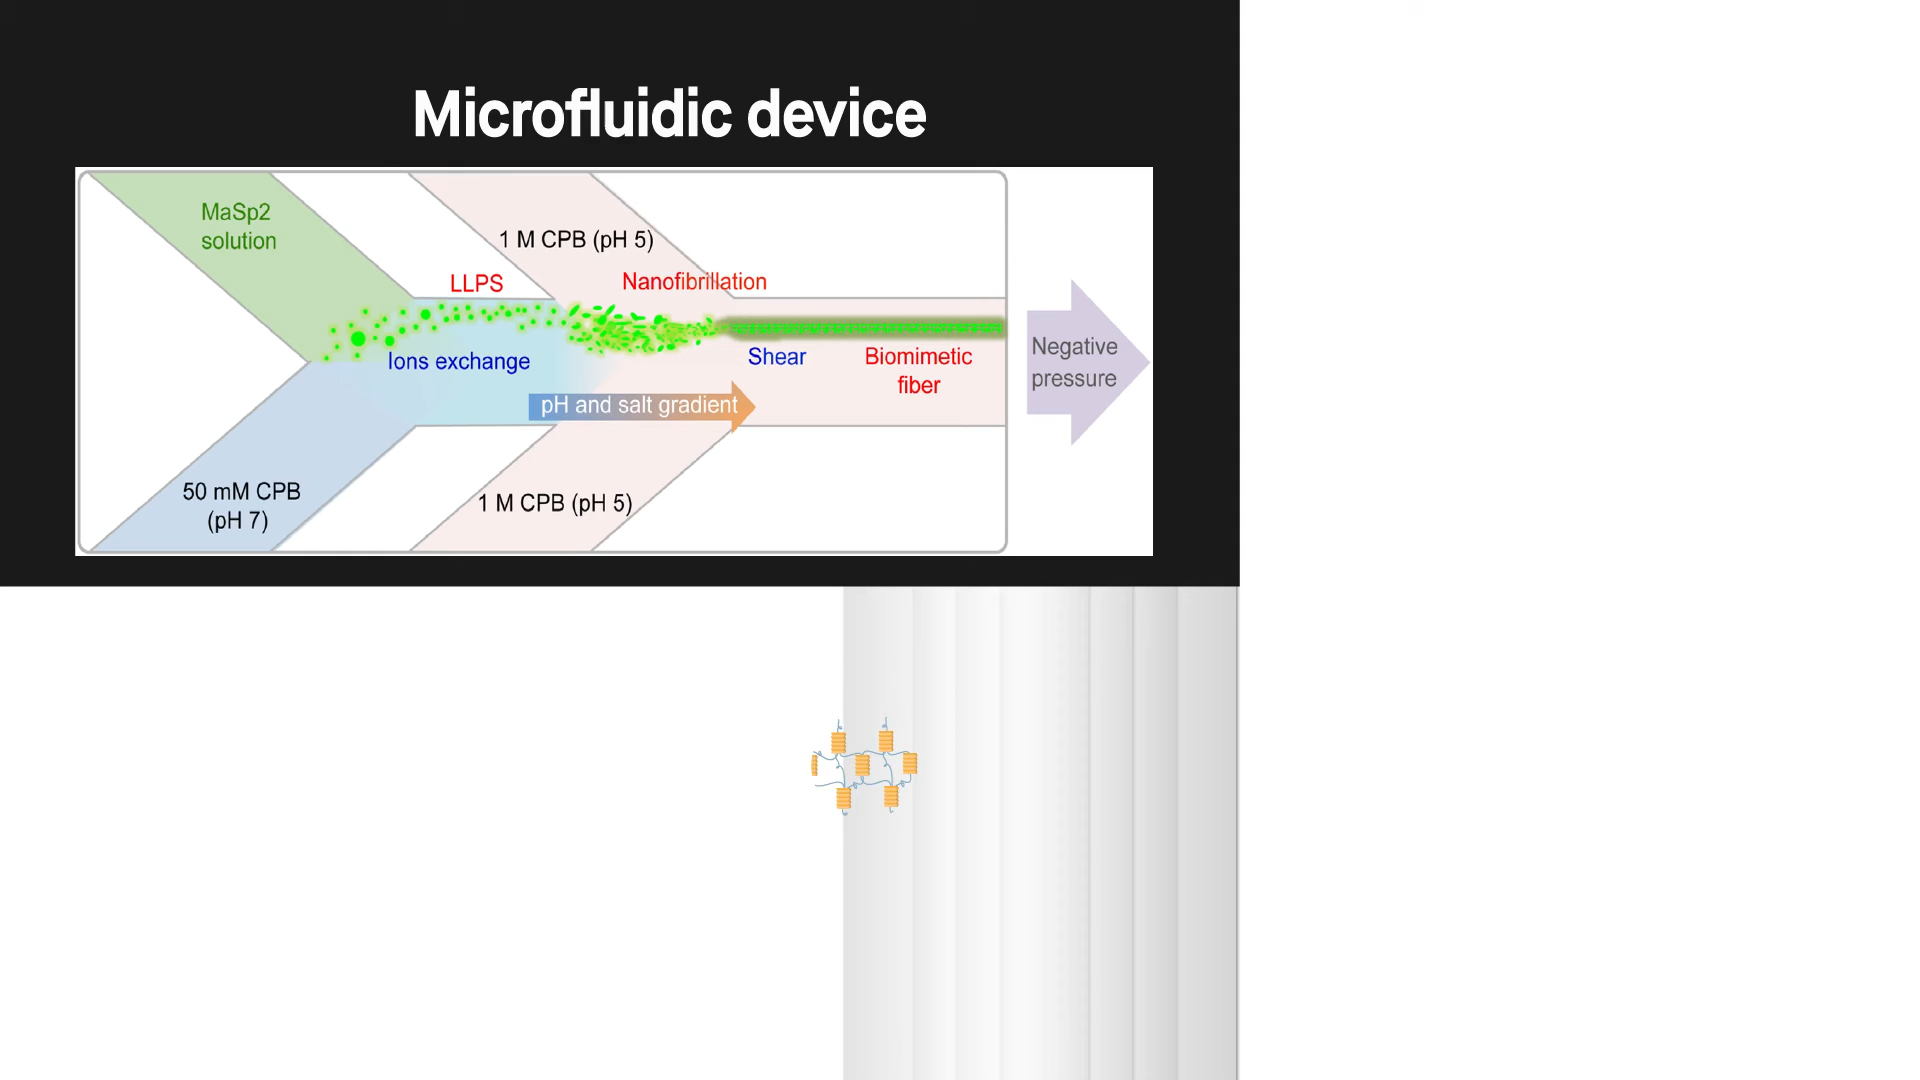 Microfluidic device
MaSp2
solution
1 M CPB (pH 5)
LLPS
Nanofibrillation
Ions exchange
Shear
Biomimetic
fiber
Negative
pressure
pH and salt gradient
50 mM CPB
(pH 7)
1 M CPB (pH 5)